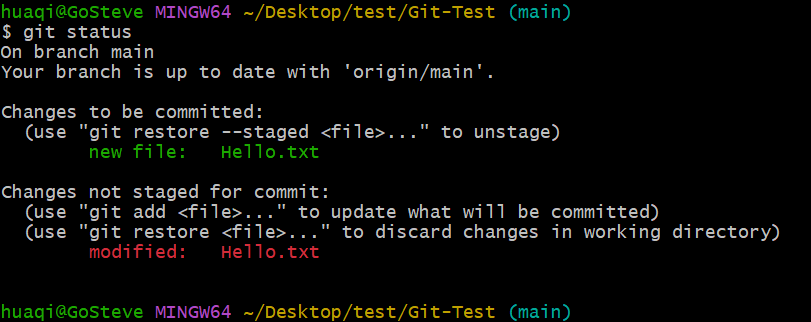 huaqi@GoSteve MINGW64 ~/Desktop/test/Git-Test (main)
$ git status
On branch main
Your branch is up to date with 'origin/main'.

Changes to be committed:
  (use "git restore --staged <file>..." to unstage)
        new file:   Hello.txt

Changes not staged for commit:
  (use "git add <file>..." to update what will be committed)
  (use "git restore <file>..." to discard changes in working directory)
        modified:   Hello.txt

huaqi@GoSteve MINGW64 ~/Desktop/test/Git-Test (main)